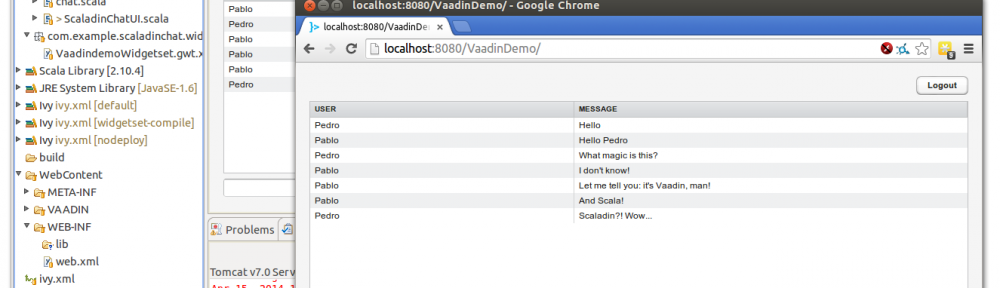 chat.scala
> ScaladinChatUI.scala
com.example.scaladinchat.wid
VaadindemoWidgetset.gwt.x
Scala Library [2.10.4]
JRE System Library [JavaSE-1.6]
Ivy ivy.xml [default]
Ivy ivy.xml [widgetset-compile]
Ivy ivy.xml [nodeploy]
build
WebContent
META-INF
VAADIN
WEB-INF
lib
web.xml
ivy.xml
Pablo
Pedro
Pablo
Pablo
Pablo
Pedro
Problems
Tomcat v7.0 Serv
Apr 15, 2014 1
localhost:8080/VaadinDemo/ - Google Chrome
localhost:8080/VaadinDe
localhost:8080/VaadinDemo/
Logout
USER MESSAGE
Pedro Hello
Pablo Hello Pedro
Pedro What magic is this?
Pablo I don't know!
Pablo Let me tell you: it's Vaadin, man!
Pablo And Scala!
Pedro Scaladin?! Wow...